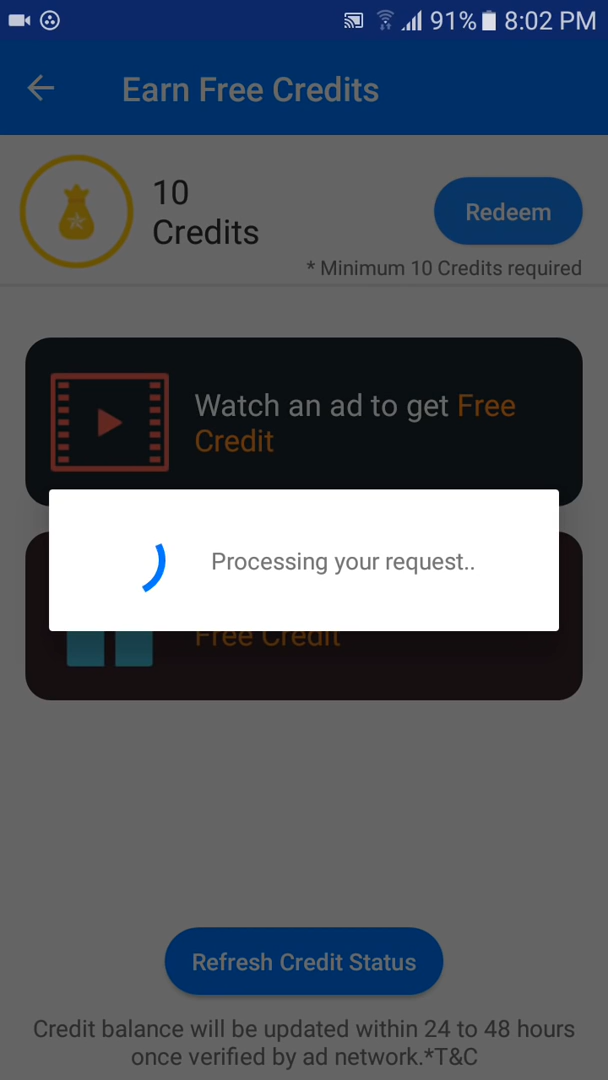 91% 8:02 PM
Earn Free Credits
10
Credits
Redeem
* Minimum 10 Credits required
Watch an ad to get Free
Credit
Processing your request..
Free Credit
Refresh Credit Status
Credit balance will be updated within 24 to 48 hours
once verified by ad network.*T&C